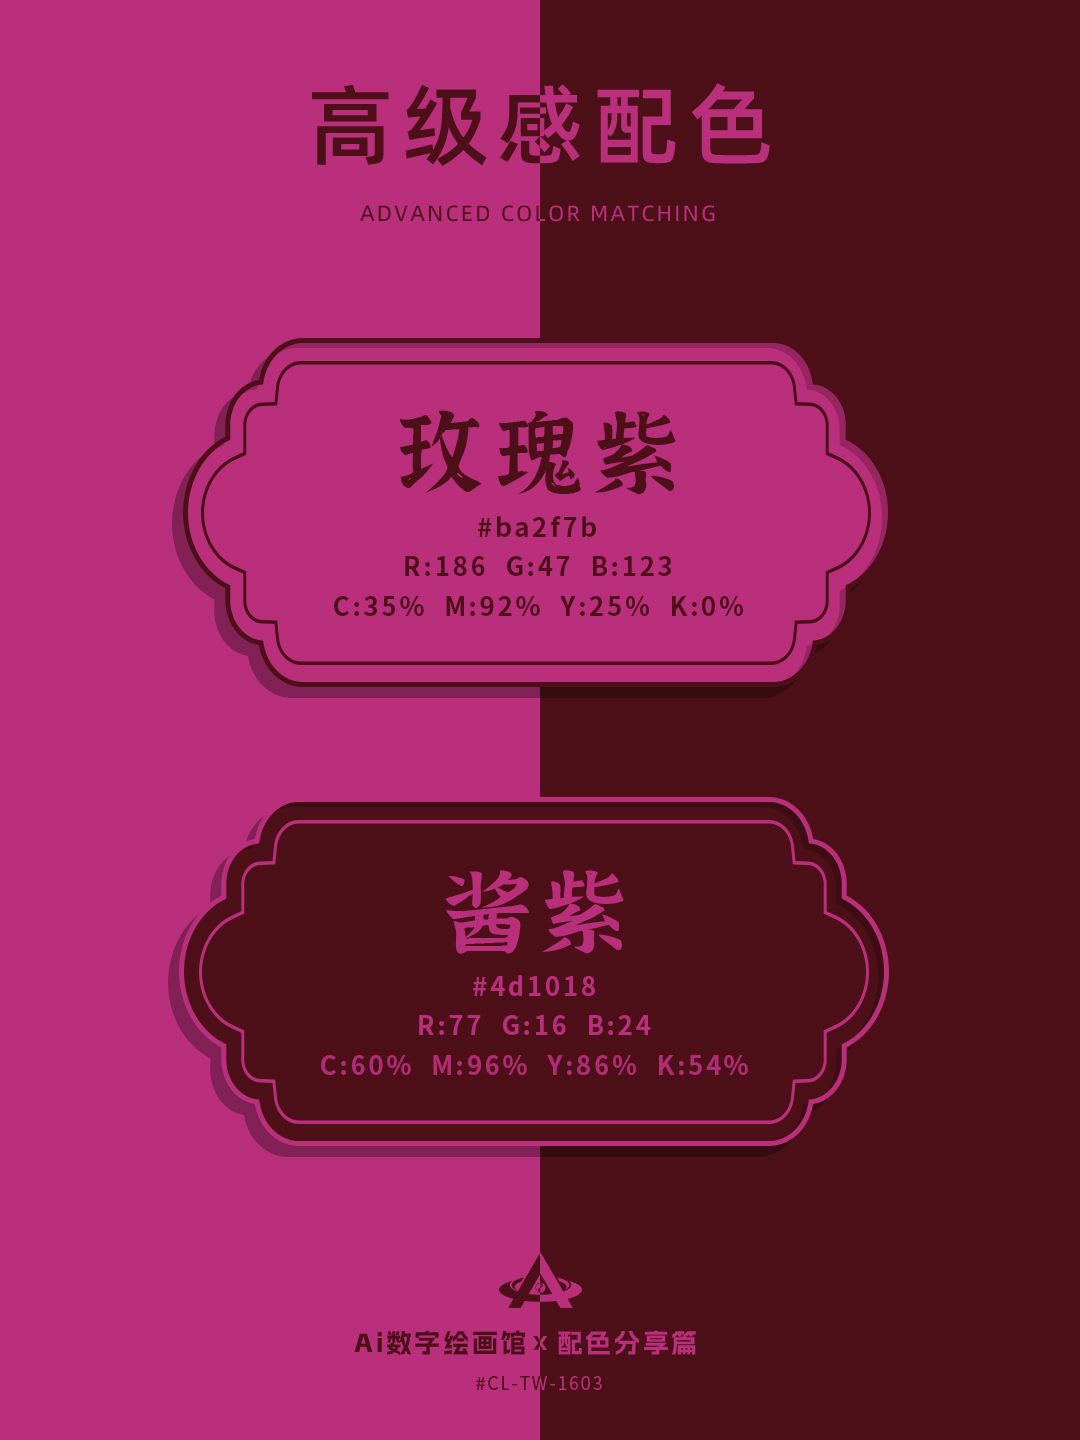 高级感配色
ADVANCED COLOR MATCHING
玫瑰紫
#ba2f7b
R:186 G:47 B:123
C:35% M:92% Y:25% K:0%
酱紫
#4d1018
R:77 G:16 B:24
C:60% M:96% Y:86% K:54%
Ai数字绘画馆 x 配色分享篇
#CL-TW-1603